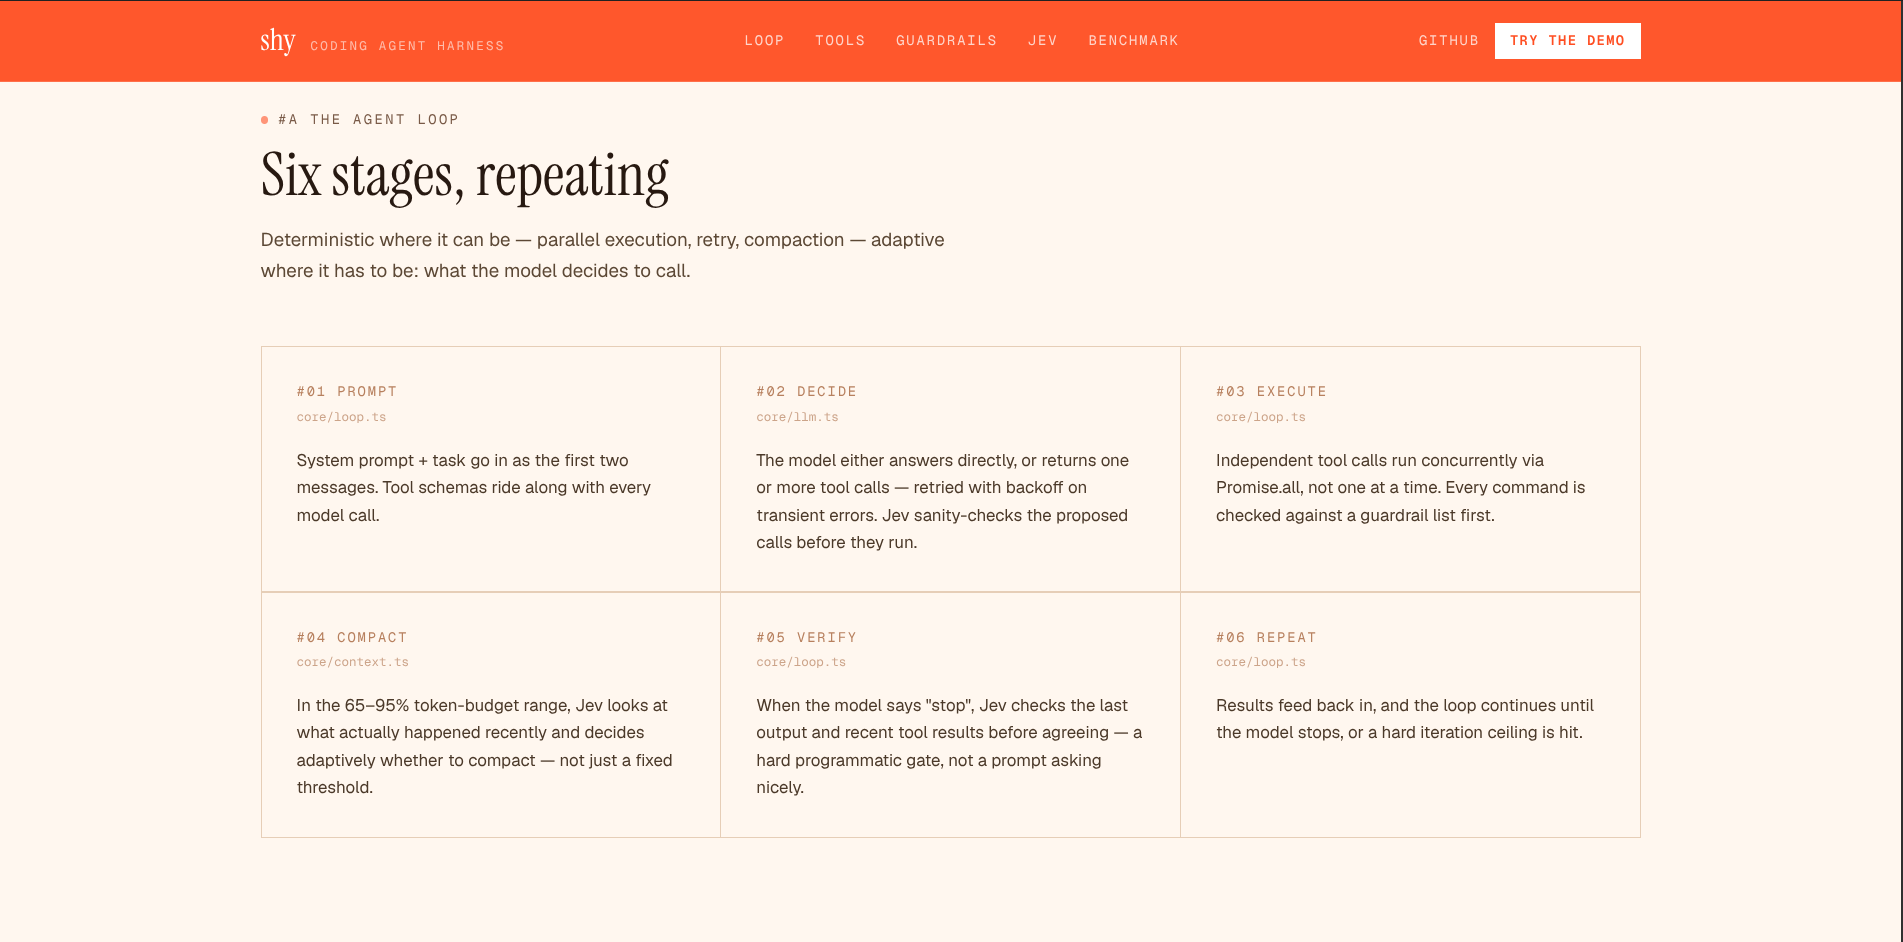 shy CODING AGENT HARNESS
LOOP TOOLS GUARDRAILS JEV BENCHMARK
GITHUB TRY THE DEMO
#A THE AGENT LOOP
Six stages, repeating
Deterministic where it can be — parallel execution, retry, compaction — adaptive
where it has to be: what the model decides to call.
#01 PROMPT
core/loop.ts
System prompt + task go in as the first two
messages. Tool schemas ride along with every
model call.
#02 DECIDE
core/llm.ts
The model either answers directly, or returns one
or more tool calls — retried with backoff on
transient errors. Jev sanity-checks the proposed
calls before they run.
#03 EXECUTE
core/loop.ts
Independent tool calls run concurrently via
Promise.all, not one at a time. Every command is
checked against a guardrail list first.
#04 COMPACT
core/context.ts
In the 65–95% token-budget range, Jev looks at
what actually happened recently and decides
adaptively whether to compact — not just a fixed
threshold.
#05 VERIFY
core/loop.ts
When the model says "stop", Jev checks the last
output and recent tool results before agreeing — a
hard programmatic gate, not a prompt asking
nicely.
#06 REPEAT
core/loop.ts
Results feed back in, and the loop continues until
the model stops, or a hard iteration ceiling is hit.